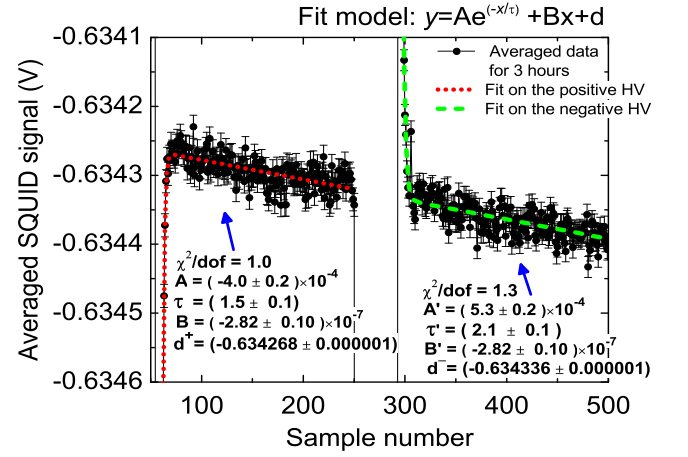 Fit model: y=Ae^(-x/τ) +Bx+d
Averaged SQUID signal (V)
-0.6341
-0.6342
-0.6343
-0.6344
-0.6345
-0.6346
Averaged data
for 3 hours
Fit on the positive HV
Fit on the negative HV
χ²/dof = 1.0
A = ( -4.0 ± 0.2 )×10⁻⁴
τ = ( 1.5 ± 0.1)
B = ( -2.82 ± 0.10 )×10⁻⁷
d⁺= (-0.634268 ± 0.000001)
χ²/dof = 1.3
A' = ( 5.3 ± 0.2 )×10⁻⁴
τ' = ( 2.1 ± 0.1 )
B' = ( -2.82 ± 0.10 )×10⁻⁷
d⁻= (-0.634336 ± 0.000001)
100 200 300 400 500
Sample number